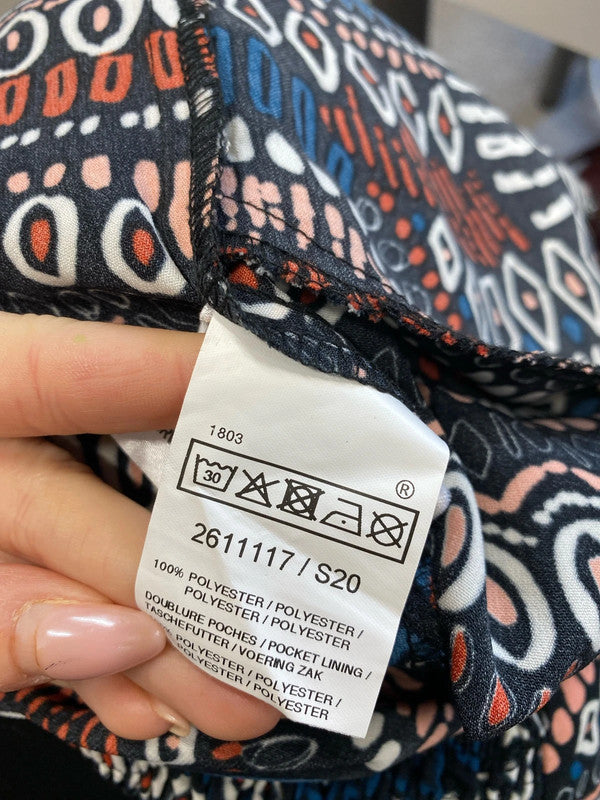 1803
®
30
2611117 / S20
100% POLYESTER / POLYESTER /
POLYESTER / POLYESTER
DOUBLURE POCHES / POCKET LINING /
TASCHEFUTTER / VOERING ZAK
% POLYESTER / POLYESTER /
POLYESTER / POLYESTER